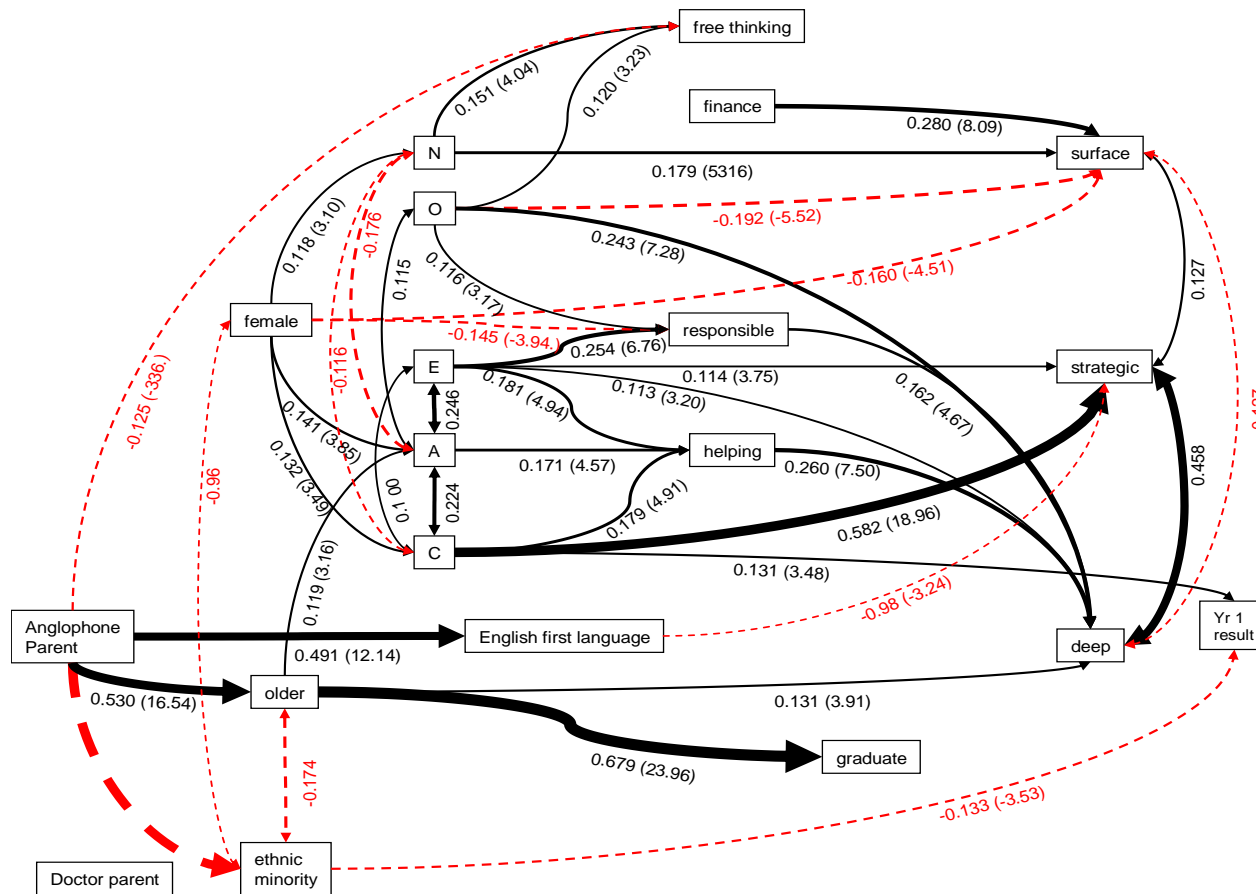 free thinking
0.151 (4.04)
0.120 (3.23)
finance
0.280 (8.09)
N
0.179 (5316)
surface
O
-0.192 (-5.52)
0.243 (7.28)
-0.176
0.118 (3.10)
0.115
0.116 (3.17)
-0.160 (-4.51)
0.127
female
-0.145 (-3.94.)
responsible
0.254 (6.76)
-0.116
-0.125 (-336.)
E
0.114 (3.75)
strategic
0.181 (4.94)
0.113 (3.20)
0.162 (4.67)
0.246
0.141 (3.85)
0.132 (3.49)
A
0.171 (4.57)
helping
0.260 (7.50)
0.458
-0.96
0.1.00
0.224
0.179 (4.91)
0.582 (18.96)
C
0.131 (3.48)
0.119 (3.16)
-0.98 (-3.24)
Anglophone
Parent
English first language
Yr 1
result
deep
0.491 (12.14)
0.530 (16.54)
older
0.131 (3.91)
0.679 (23.96)
graduate
-0.174
-0.133 (-3.53)
ethnic
minority
Doctor parent